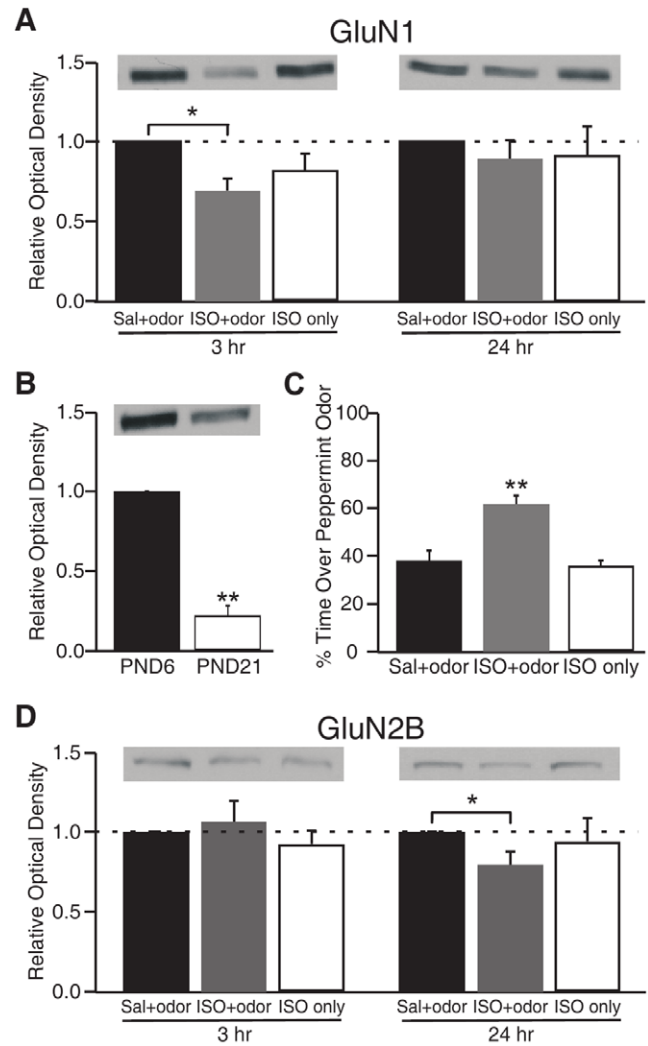 A
GluN1
Relative Optical Density
1.5
1.0
0.5
0.0
*
Sal+odor ISO+odor ISO only
3 hr
Sal+odor ISO+odor ISO only
24 hr
B
Relative Optical Density
1.5
1.0
0.5
0.0
**
PND6 PND21
C
% Time Over Peppermint Odor
100
80
60
40
20
0
**
Sal+odor ISO+odor ISO only
D
GluN2B
Relative Optical Density
1.5
1.0
0.5
0.0
*
Sal+odor ISO+odor ISO only
3 hr
Sal+odor ISO+odor ISO only
24 hr